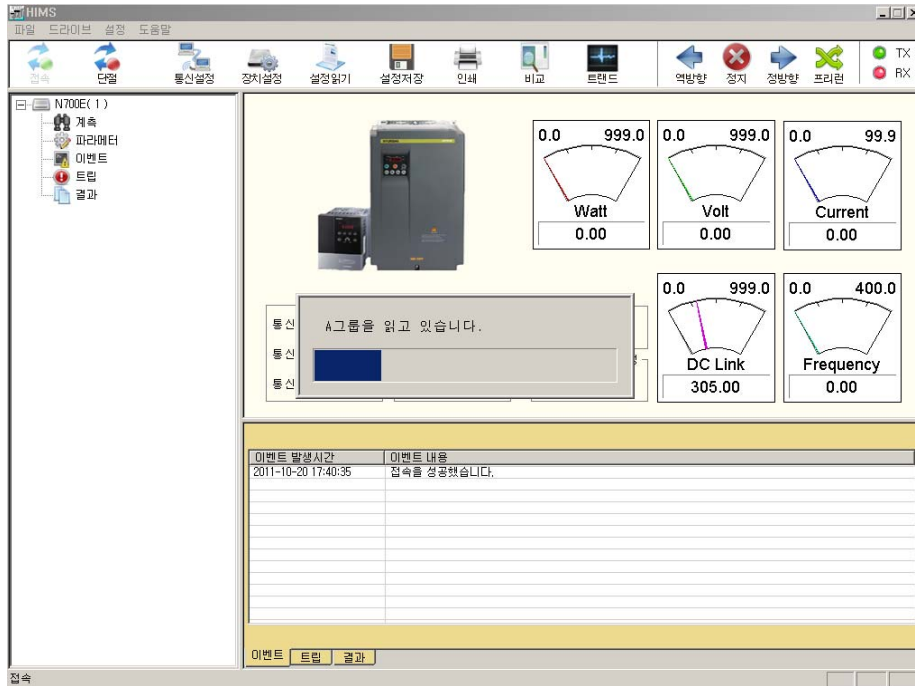 HIMS
파일 드라이브 설정 도움말
접속 단절 통신설정 장치설정 설정읽기 설정저장 인쇄 비교 트랜드 역방향 정지 정방향 프리런
TX
RX
N700E( 1 )
계측
파라메터
이벤트
트립
결과
0.0 999.0
Watt
0.00
0.0 999.0
Volt
0.00
0.0 99.9
Current
0.00
0.0 999.0
DC Link
305.00
0.0 400.0
Frequency
0.00
통신
통신
통신
A그룹을 읽고 있습니다.
이벤트 발생시간 이벤트 내용
2011-10-20 17:40:35 접속을 성공했습니다.
이벤트 트립 결과
접속